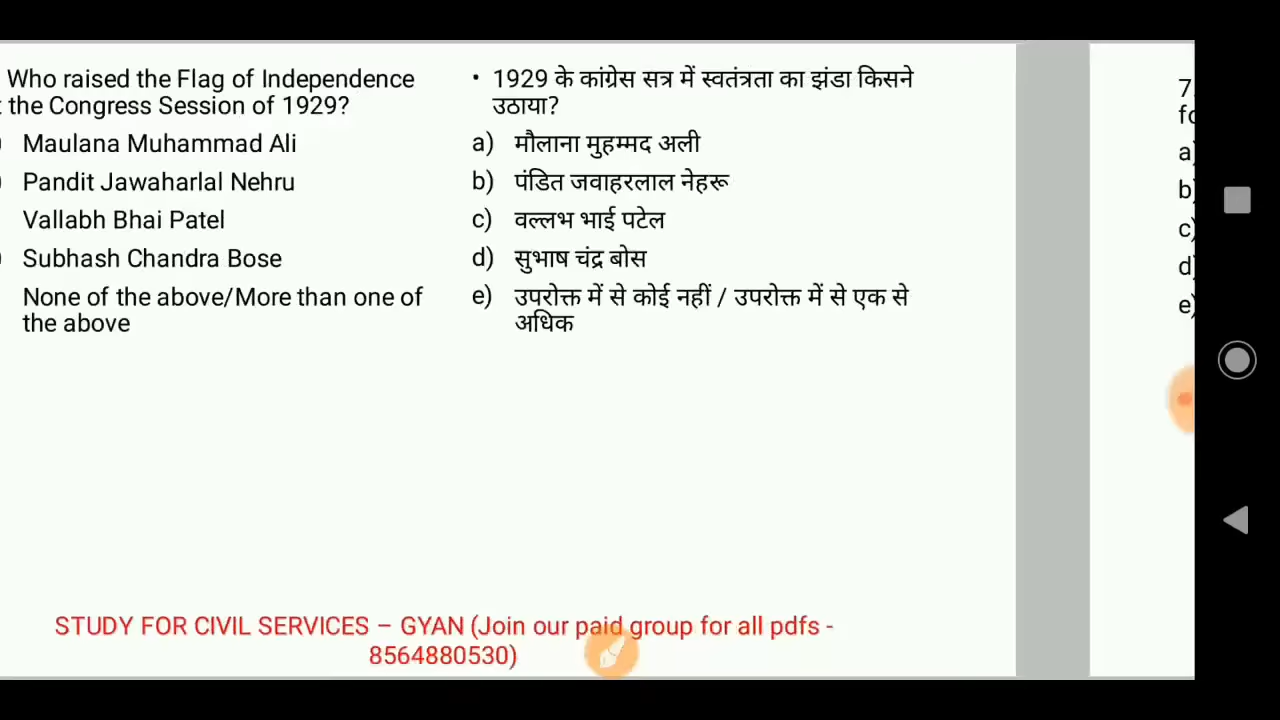 Who raised the Flag of Independence
the Congress Session of 1929?
Maulana Muhammad Ali
Pandit Jawaharlal Nehru
Vallabh Bhai Patel
Subhash Chandra Bose
None of the above/More than one of
the above
• 1929 के कांग्रेस सत्र में स्वतंत्रता का झंडा किसने
उठाया?
a) मौलाना मुहम्मद अली
b) पंडित जवाहरलाल नेहरू
c) वल्लभ भाई पटेल
d) सुभाष चंद्र बोस
e) उपरोक्त में से कोई नहीं / उपरोक्त में से एक से
अधिक
7
a)
b)
c)
d)
e)
STUDY FOR CIVIL SERVICES – GYAN (Join our paid group for all pdfs -
8564880530)